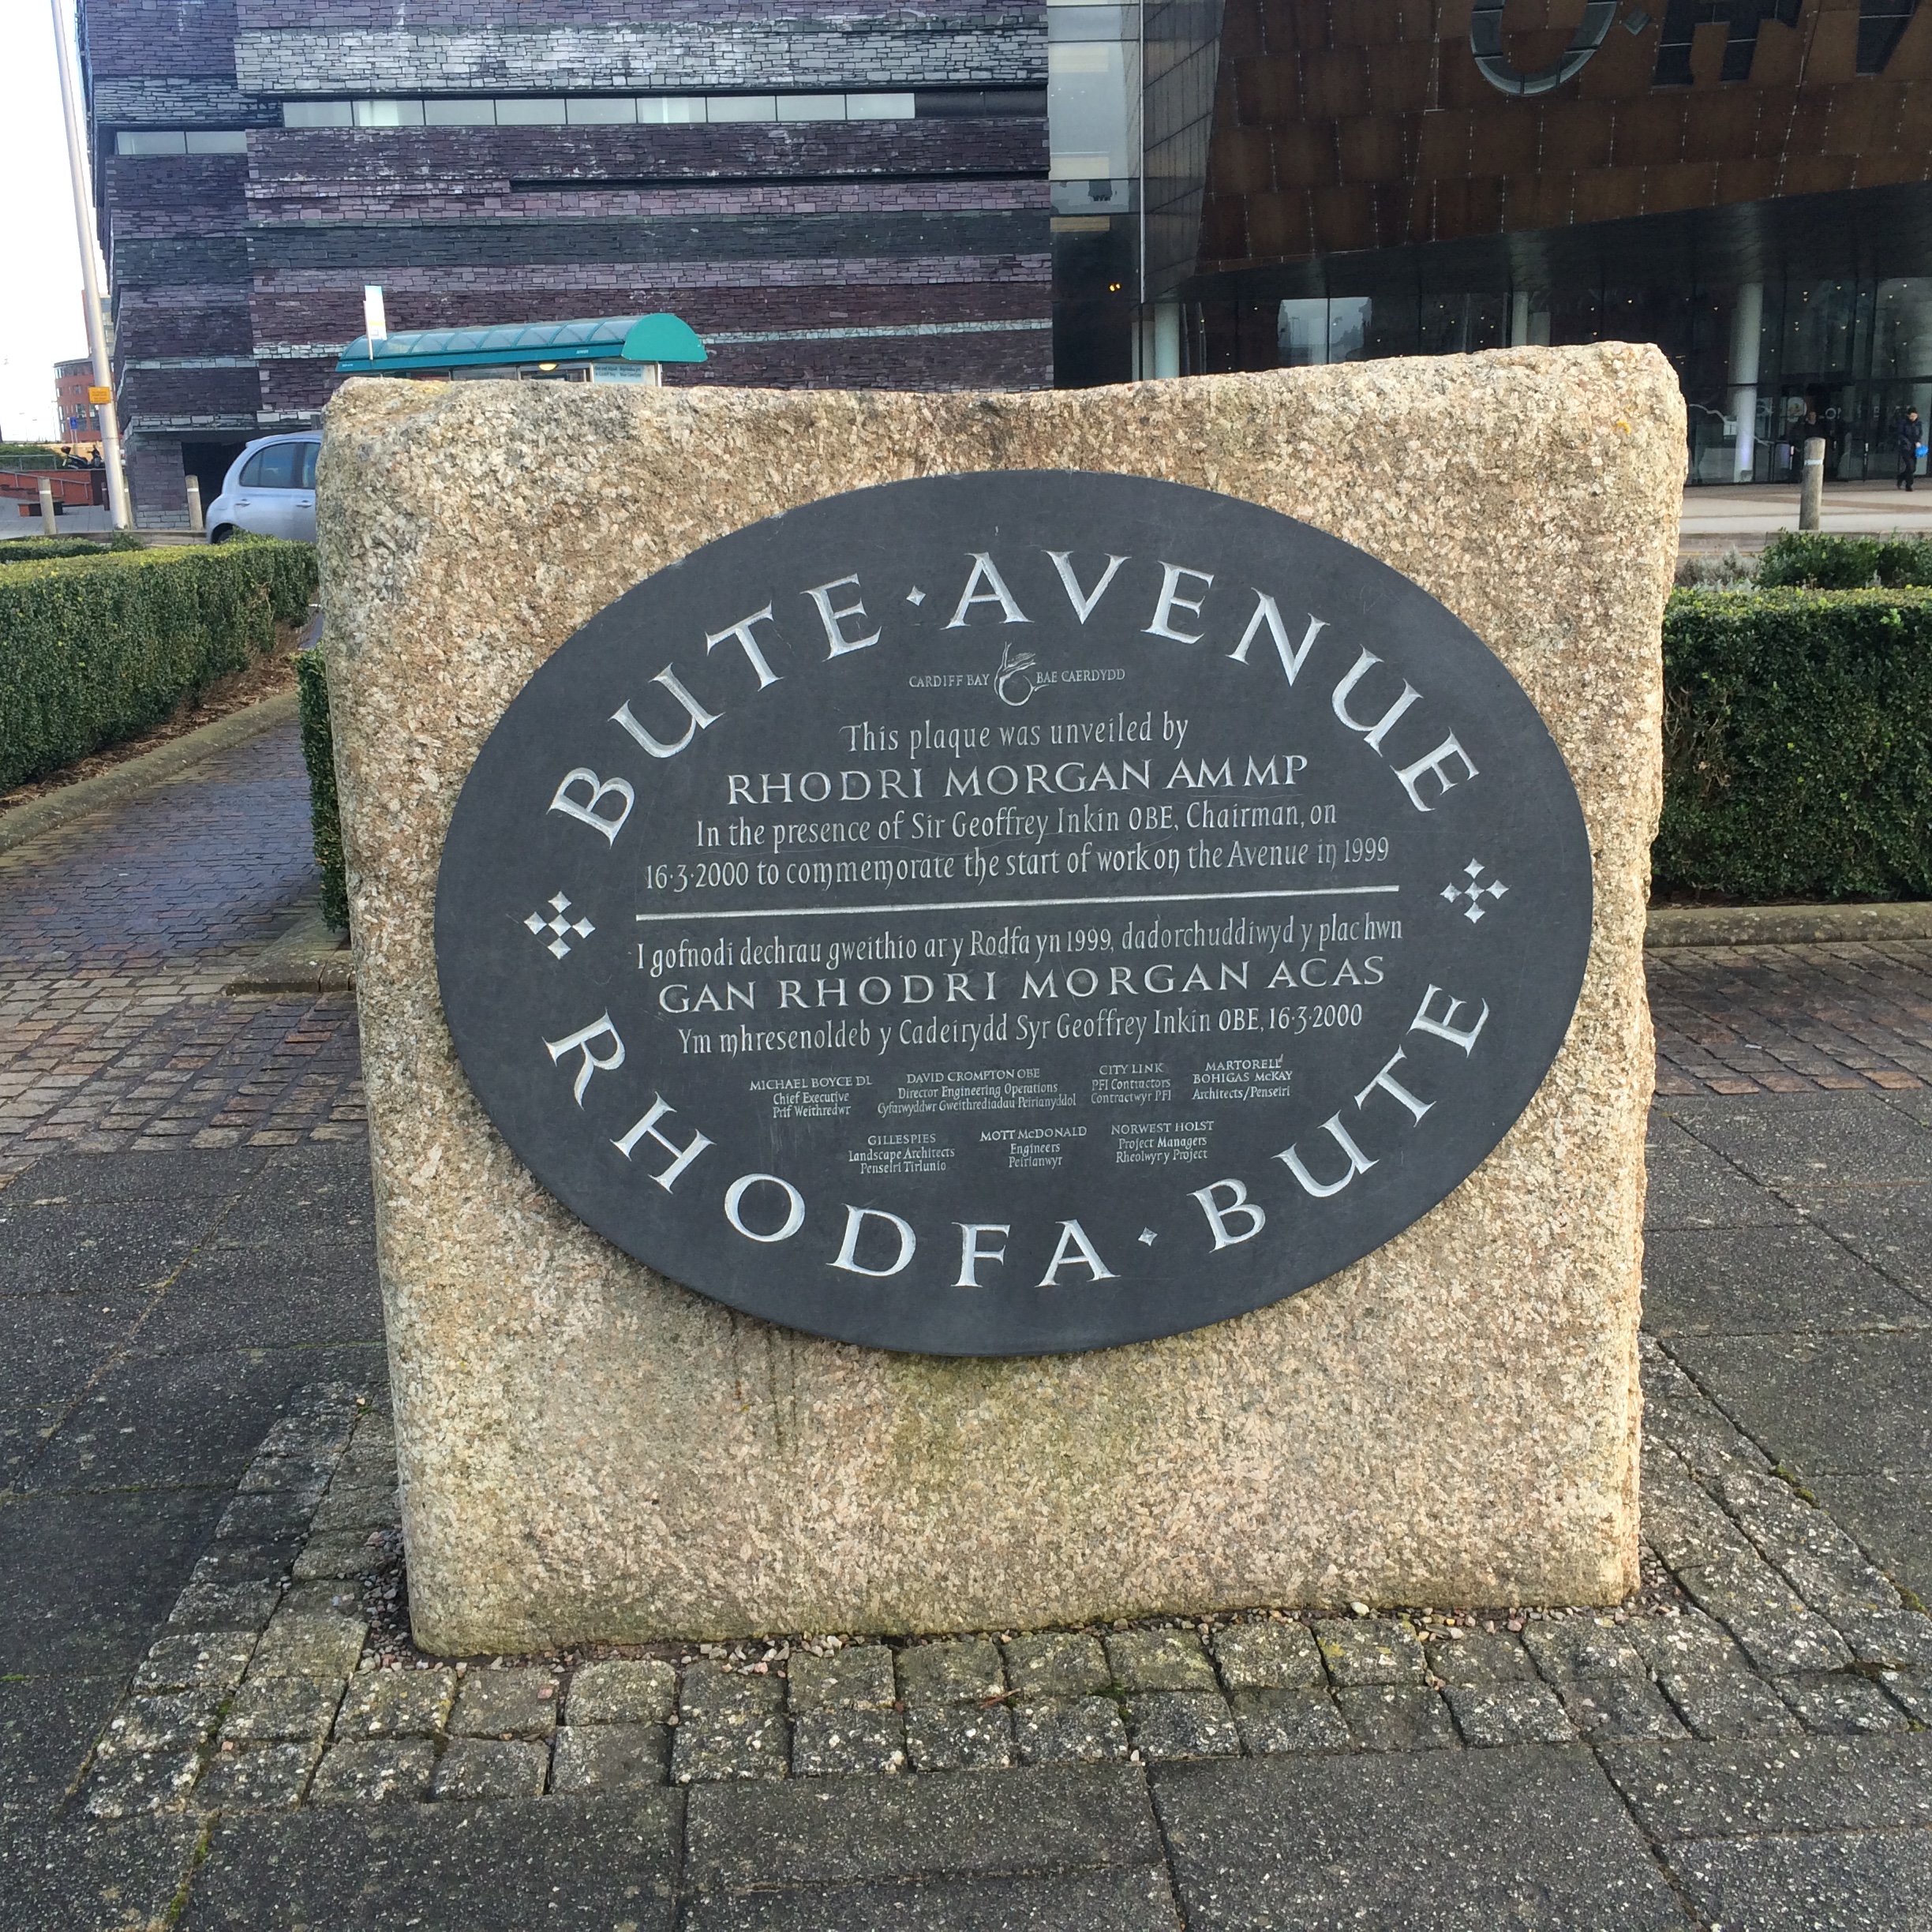 BUTE · AVENUE
CARDIFF BAY BAE CAERDYDD
This plaque was unveiled by
RHODRI MORGAN AM MP
In the presence of Sir Geoffrey Inkin OBE, Chairman, on
16·3·2000 to commemorate the start of work on the Avenue in 1999
I gofnodi dechrau gweithio ar y Rodfa yn 1999, dadorchuddiwyd y plac hwn
GAN RHODRI MORGAN ACAS
Ym mhresenoldeb y Cadeirydd Syr Geoffrey Inkin OBE, 16·3·2000
MICHAEL BOYCE DL
Chief Executive
Prif Weithredwr
DAVID CROMPTON OBE
Director Engineering Operations
Cyfarwyddwr Gweithrediadau Peirianyddol
CITY LINK
PFI Contractors
Contractwyr PFI
MARTORELL
BOHIGAS McKAY
Architects/Penseiri
GILLESPIES
Landscape Architects
Penseiri Tirlunio
MOTT McDONALD
Engineers
Peirianwyr
NORWEST HOLST
Project Managers
Rheolwyr y Project
RHODFA · BUTE